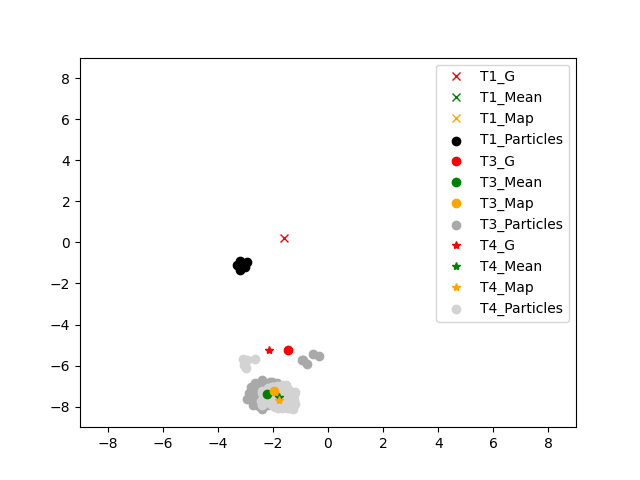 8
6
4
2
0
−2
−4
−6
−8
−8 −6 −4 −2 0 2 4 6 8
T1_G
T1_Mean
T1_Map
T1_Particles
T3_G
T3_Mean
T3_Map
T3_Particles
T4_G
T4_Mean
T4_Map
T4_Particles